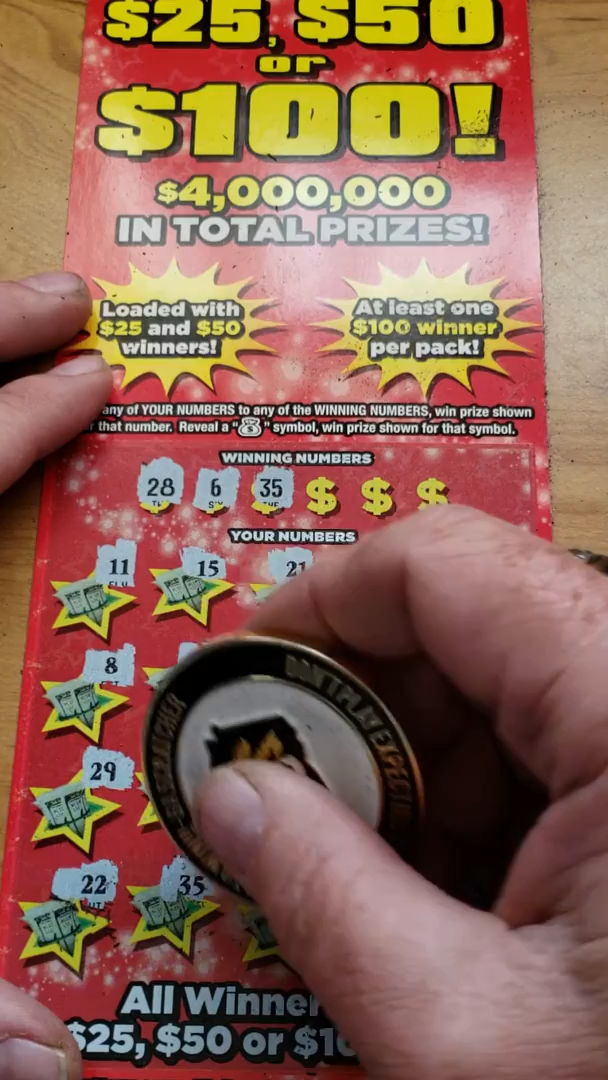 $25, $50
or
$100!
$4,000,000
IN TOTAL PRIZES!
Loaded with
$25 and $50
winners!
At least one
$100 winner
per pack!
any of YOUR NUMBERS to any of the WINNING NUMBERS, win prize shown
that number. Reveal a " " symbol, win prize shown for that symbol.
WINNING NUMBERS
28 6 35 $ $ $
YOUR NUMBERS
11 15 21
8
29
22 35
All Winner
$25, $50 or